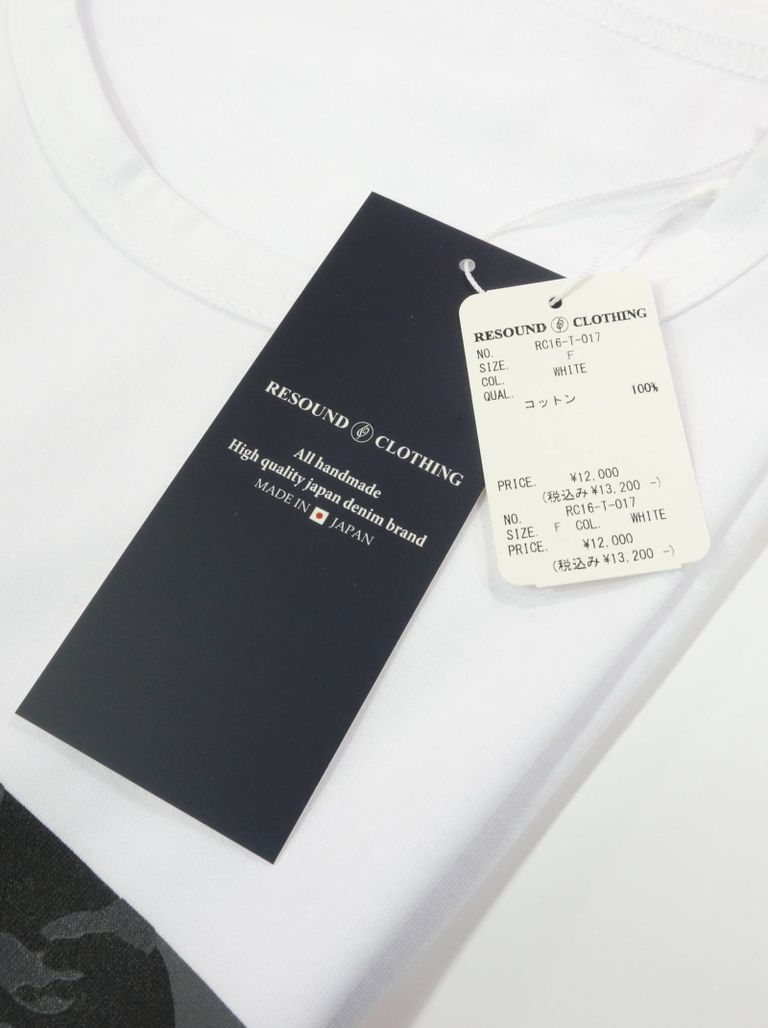 RESOUND CLOTHING
All handmade
High quality japan denim brand
MADE IN JAPAN
RESOUND CLOTHING
NO. RC16-T-017
SIZE. F
COL. WHITE
QUAL. 100%
コットン
PRICE. ¥12,000
(税込み¥13,200 -)
NO. RC16-T-017
SIZE. F COL. WHITE
PRICE. ¥12,000
(税込み¥13,200 -)